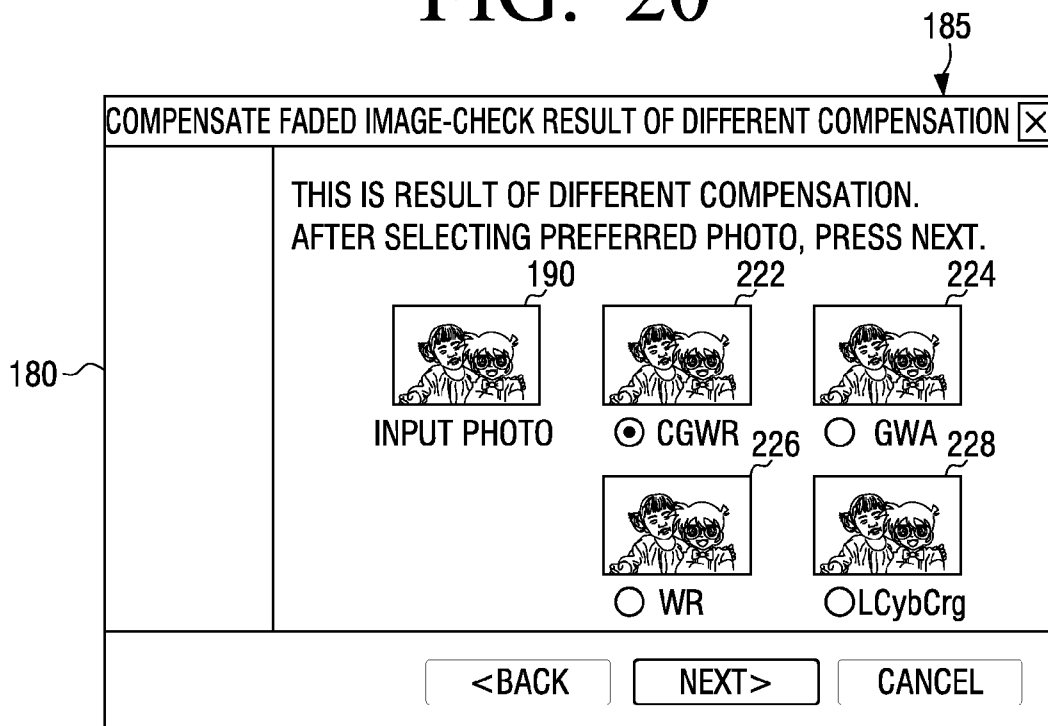 FIG. 20
185
COMPENSATE FADED IMAGE-CHECK RESULT OF DIFFERENT COMPENSATION
THIS IS RESULT OF DIFFERENT COMPENSATION.
AFTER SELECTING PREFERRED PHOTO, PRESS NEXT.
190 222 224
180
INPUT PHOTO CGWR GWA
226 228
WR LCybCrg
<BACK NEXT> CANCEL